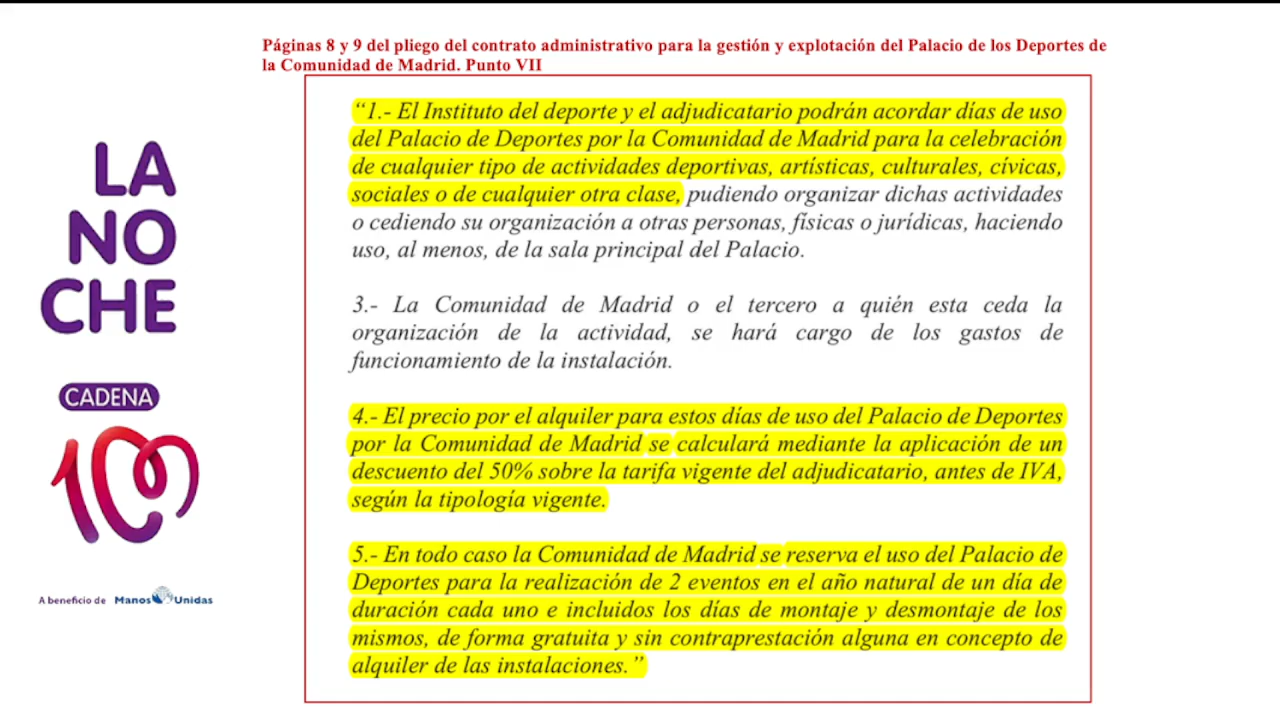 Páginas 8 y 9 del pliego del contrato administrativo para la gestión y explotación del Palacio de los Deportes de
la Comunidad de Madrid. Punto VII
LA
NO
CHE
CADENA
100
A beneficio de Manos Unidas
“1.- El Instituto del deporte y el adjudicatario podrán acordar días de uso
del Palacio de Deportes por la Comunidad de Madrid para la celebración
de cualquier tipo de actividades deportivas, artísticas, culturales, cívicas,
sociales o de cualquier otra clase, pudiendo organizar dichas actividades
o cediendo su organización a otras personas, físicas o jurídicas, haciendo
uso, al menos, de la sala principal del Palacio.
3.- La Comunidad de Madrid o el tercero a quién esta ceda la
organización de la actividad, se hará cargo de los gastos de
funcionamiento de la instalación.
4.- El precio por el alquiler para estos días de uso del Palacio de Deportes
por la Comunidad de Madrid se calculará mediante la aplicación de un
descuento del 50% sobre la tarifa vigente del adjudicatario, antes de IVA,
según la tipología vigente.
5.- En todo caso la Comunidad de Madrid se reserva el uso del Palacio de
Deportes para la realización de 2 eventos en el año natural de un día de
duración cada uno e incluidos los días de montaje y desmontaje de los
mismos, de forma gratuita y sin contraprestación alguna en concepto de
alquiler de las instalaciones.”